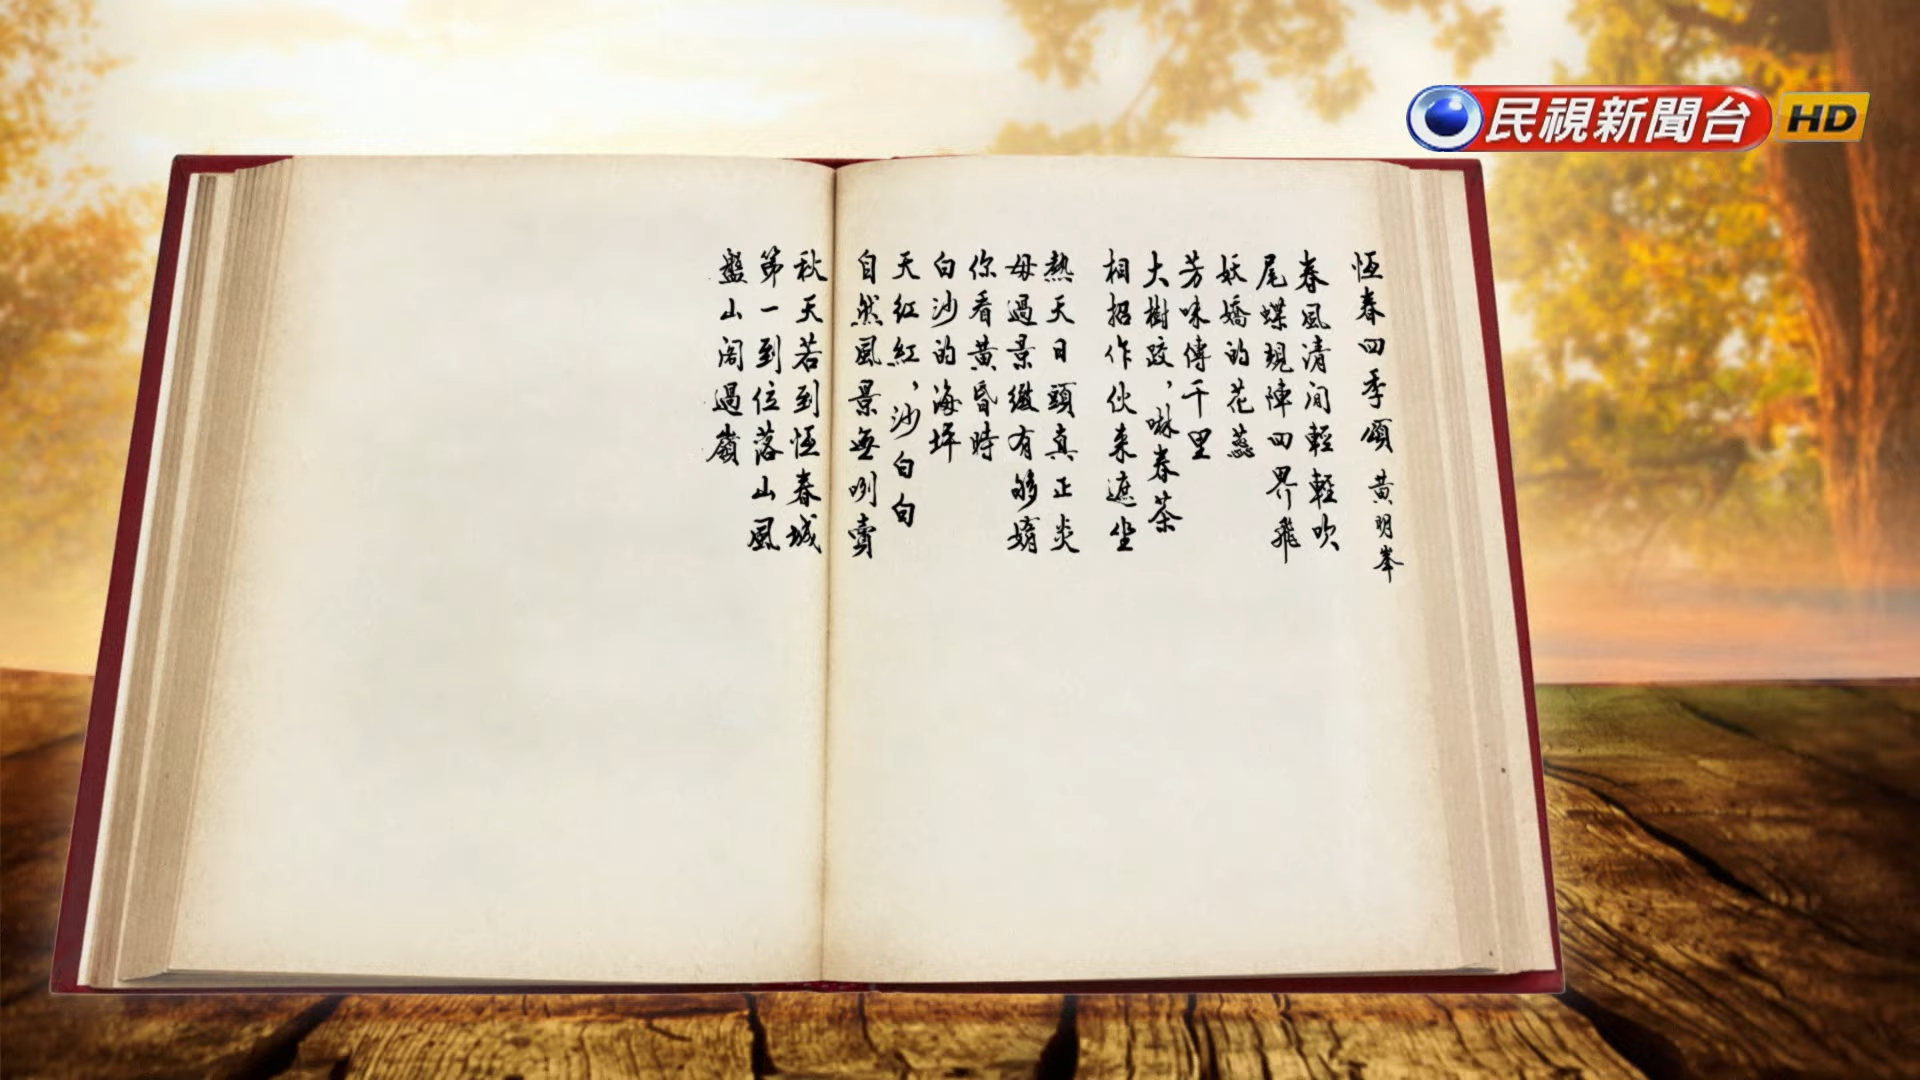 民視新聞台 HD
恆春四季頌 黃明峯
春風清涼輕輕吹
尾蝶現陣四界飛
妖嬌的花蕊
芳味傳千里
大樹跤，啉春茶
相招作伙來遮坐
熱天日頭真正炎
毋過景緻有夠媠
你看黃昏時
白沙的海坪
天紅紅，沙白白
自然風景無咧賣
秋天若到恆春城
第一到位落山風
盤山閣過嶺